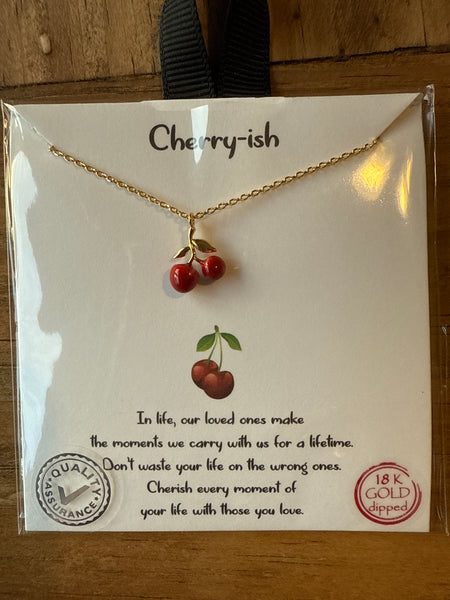 Cherry-ish
In life, our loved ones make
the moments we carry with us for a lifetime.
Don't waste your life on the wrong ones.
Cherish every moment of
your life with those you love.
QUALITY
ASSURANCE
18 K
GOLD
dipped